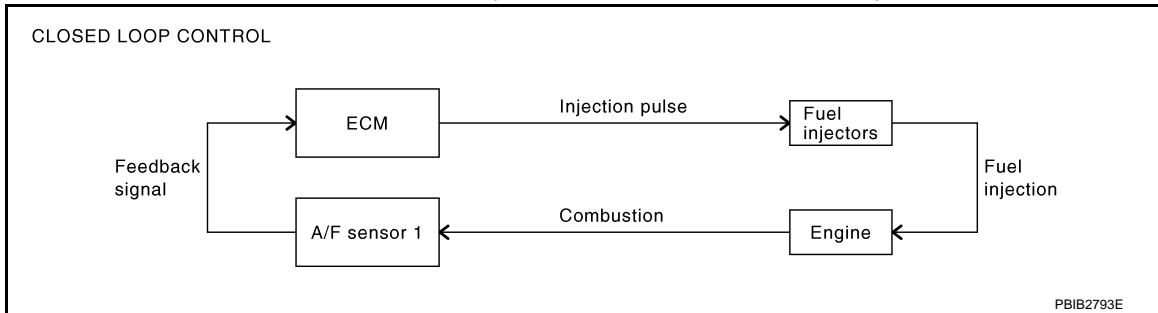 CLOSED LOOP CONTROL
ECM
Injection pulse
Fuel
injectors
Feedback
signal
Fuel
injection
A/F sensor 1
Combustion
Engine
PBIB2793E